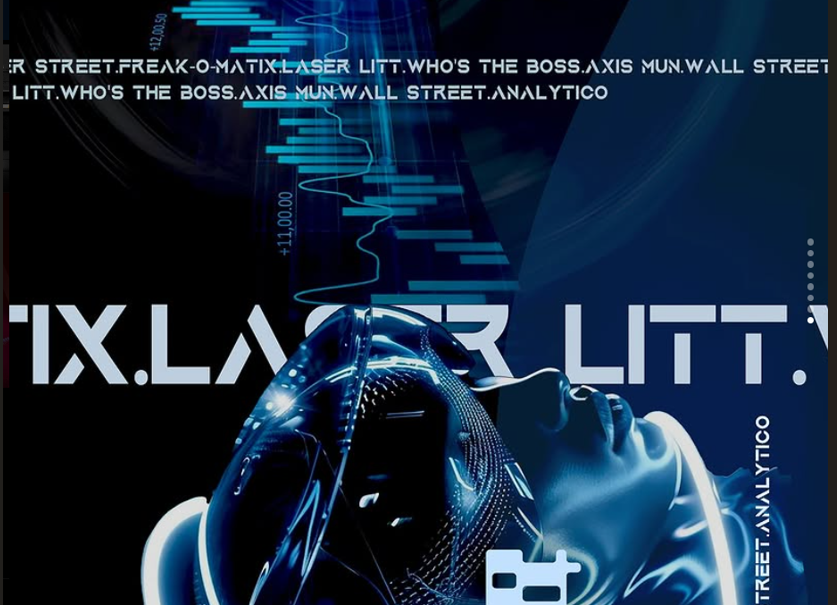 +12,00.50
ER STREET.FREAK-O-MATIX.LASER LITT.WHO'S THE BOSS.AXIS MUN.WALL STREET
LITT.WHO'S THE BOSS.AXIS MUN.WALL STREET.ANALYTICO
+11,00.00
TIX.LASER LITT.
TREET.ANALYTICO